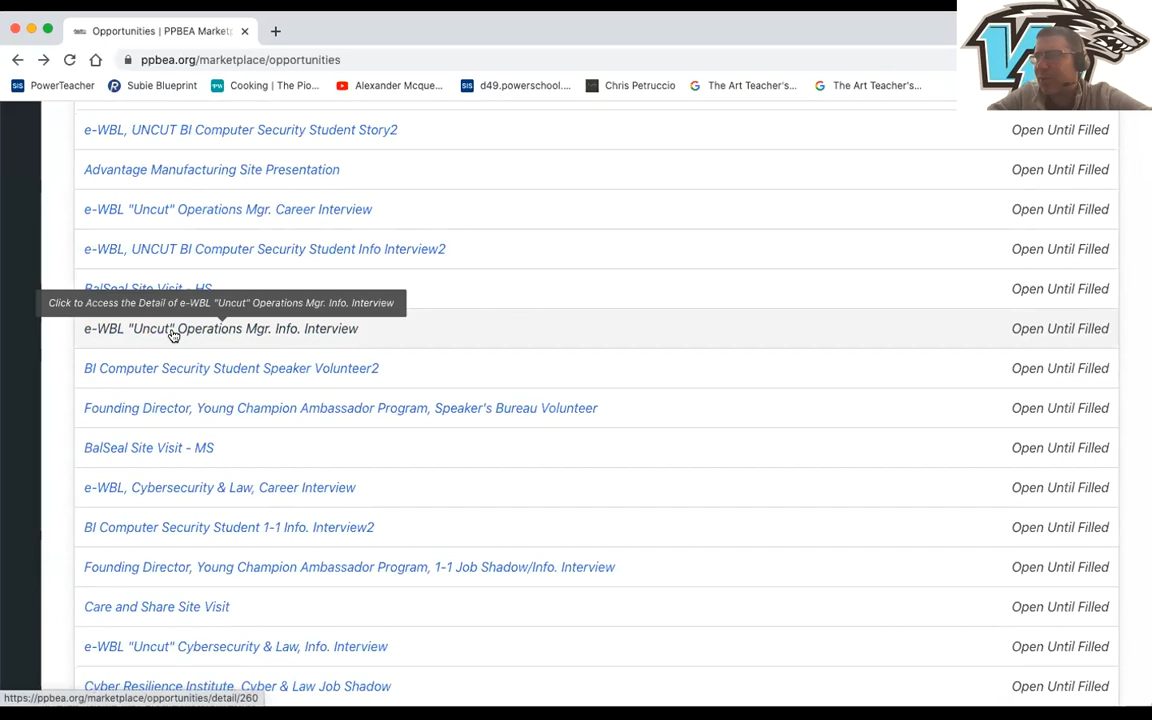 Opportunities | PPBEA Market
ppbea.org/marketplace/opportunities
PowerTeacher
Subie Blueprint
Cooking | The Pio...
Alexander Mcque...
d49.powerschool....
Chris Petruccio
The Art Teacher's...
The Art Teacher's...
e-WBL, UNCUT BI Computer Security Student Story2 Open Until Filled
Advantage Manufacturing Site Presentation Open Until Filled
e-WBL "Uncut" Operations Mgr. Career Interview Open Until Filled
e-WBL, UNCUT BI Computer Security Student Info Interview2 Open Until Filled
BalSeal Site Visit - HS Open Until Filled
Click to Access the Detail of e-WBL "Uncut" Operations Mgr. Info. Interview
e-WBL "Uncut" Operations Mgr. Info. Interview Open Until Filled
BI Computer Security Student Speaker Volunteer2 Open Until Filled
Founding Director, Young Champion Ambassador Program, Speaker's Bureau Volunteer Open Until Filled
BalSeal Site Visit - MS Open Until Filled
e-WBL, Cybersecurity & Law, Career Interview Open Until Filled
BI Computer Security Student 1-1 Info. Interview2 Open Until Filled
Founding Director, Young Champion Ambassador Program, 1-1 Job Shadow/Info. Interview Open Until Filled
Care and Share Site Visit Open Until Filled
e-WBL "Uncut" Cybersecurity & Law, Info. Interview Open Until Filled
Cyber Resilience Institute, Cyber & Law Job Shadow Open Until Filled
https://ppbea.org/marketplace/opportunities/detail/260